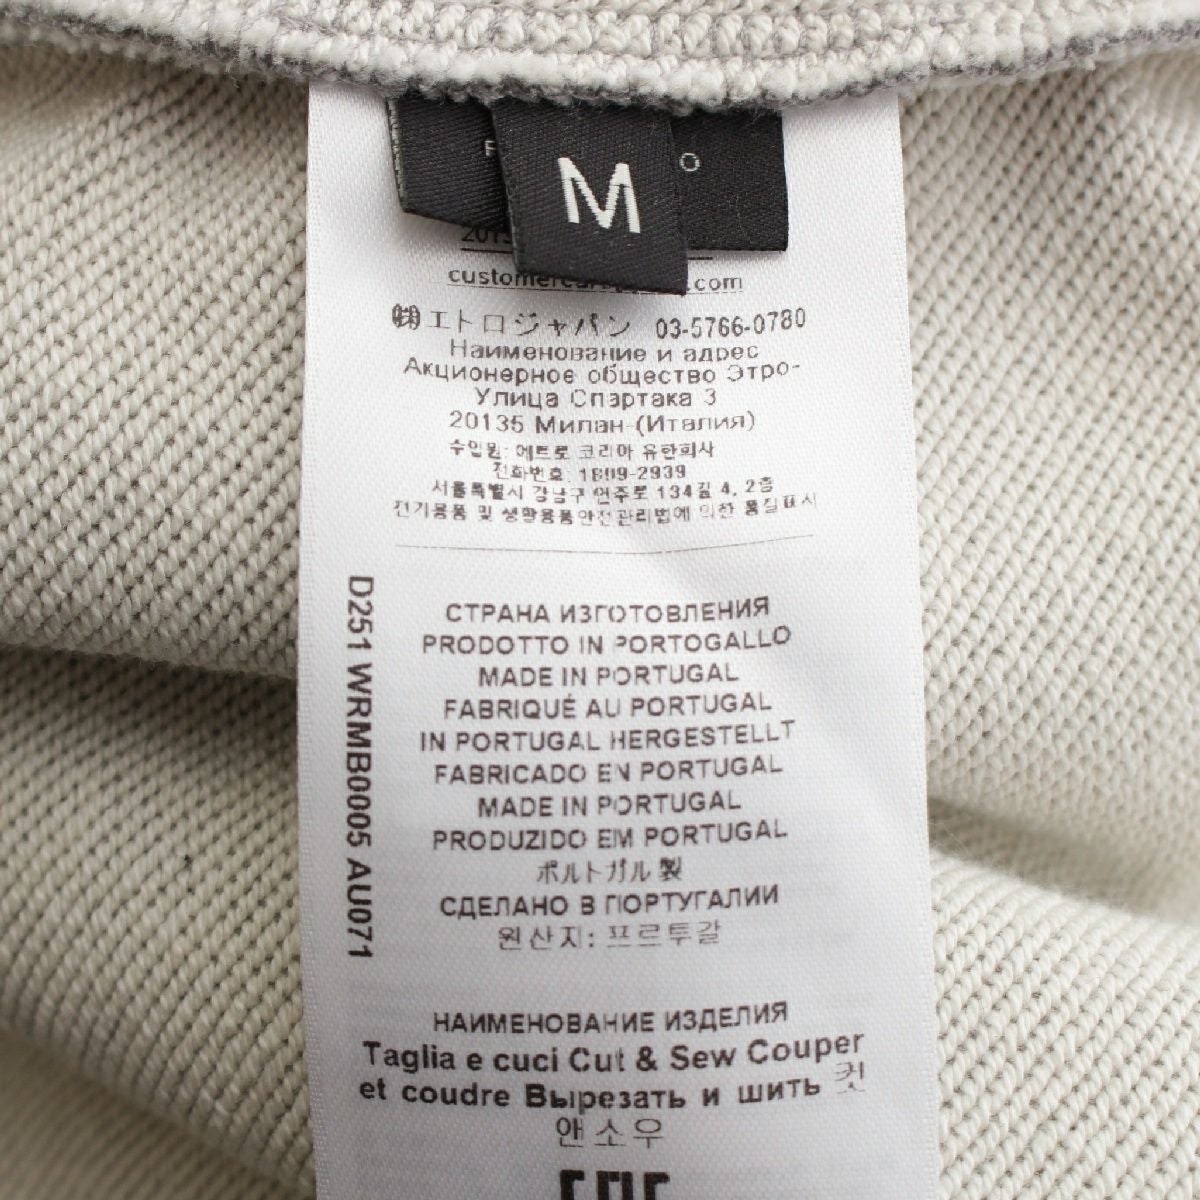 M
㈱エトロジャパン 03-5766-0780
Наименование и адрес
Акционерное общество Этро-
Улица Спартака 3
20135 Милан-(Италия)
수입원: 에트로 코리아 유한회사
전화번호: 1899-2939
서울특별시 강남구 언주로 134길 4, 2층
전기용품 및 생활용품안전관리법에 의한 품질표시
СТРАНА ИЗГОТОВЛЕНИЯ
PRODOTTO IN PORTOGALLO
MADE IN PORTUGAL
FABRIQUÉ AU PORTUGAL
IN PORTUGAL HERGESTELLT
FABRICADO EN PORTUGAL
MADE IN PORTUGAL
PRODUZIDO EM PORTUGAL
ポルトガル製
СДЕЛАНО В ПОРТУГАЛИИ
원산지: 포르투갈
D251 WRMB0005 AU071
НАИМЕНОВАНИЕ ИЗДЕЛИЯ
Taglia e cuci Cut & Sew Couper
et coudre Вырезать и шить 컷
앤 소우